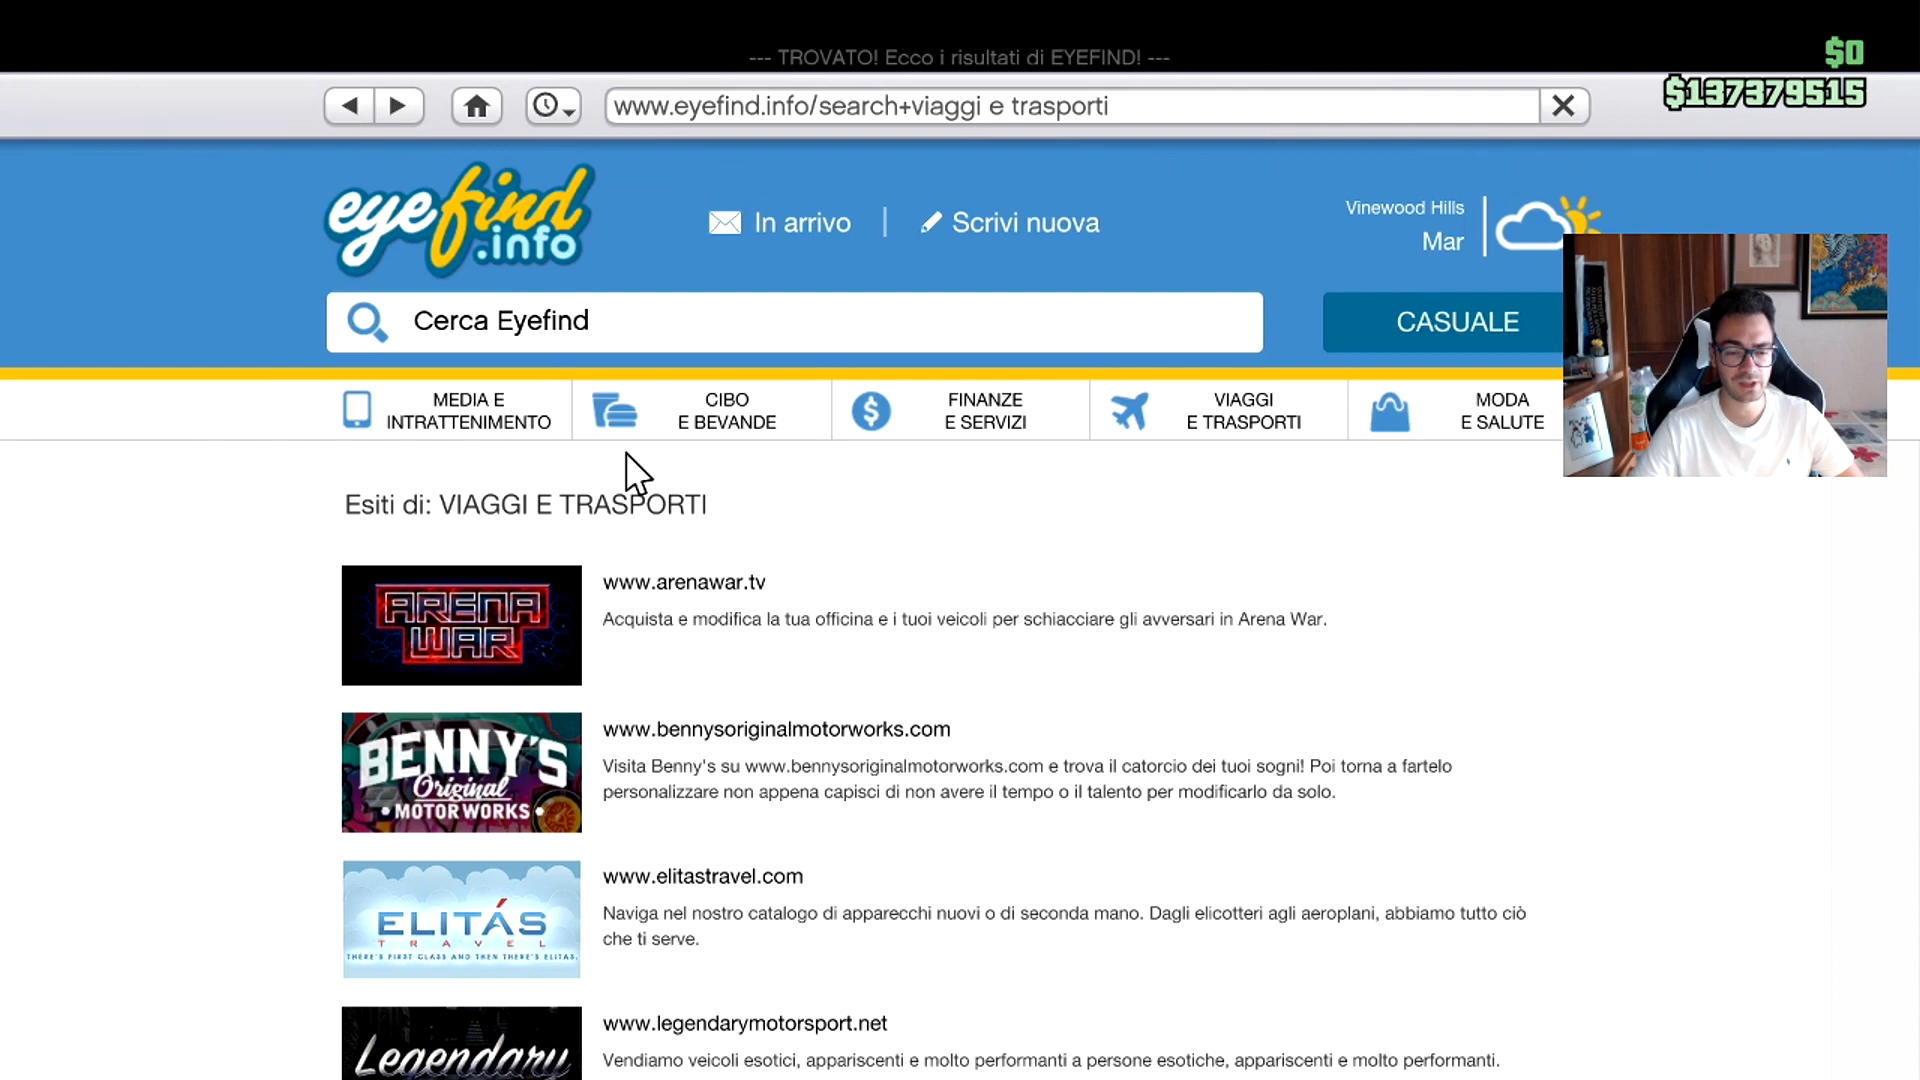 --- TROVATO! Ecco i risultati di EYEFIND! ---
$0
$137379515
www.eyefind.info/search+viaggi e trasporti
eyefind
.info
In arrivo
Scrivi nuova
Vinewood Hills
Mar
Cerca Eyefind
CASUALE
MEDIA E
INTRATTENIMENTO
CIBO
E BEVANDE
FINANZE
E SERVIZI
VIAGGI
E TRASPORTI
MODA
E SALUTE
Esiti di: VIAGGI E TRASPORTI
ARENA
WAR
www.arenawar.tv
Acquista e modifica la tua officina e i tuoi veicoli per schiacciare gli avversari in Arena War.
BENNY'S
Original
MOTOR WORKS
www.bennysoriginalmotorworks.com
Visita Benny's su www.bennysoriginalmotorworks.com e trova il catorcio dei tuoi sogni! Poi torna a fartelo
personalizzare non appena capisci di non avere il tempo o il talento per modificarlo da solo.
ELITÁS
TRAVEL
THERE'S FIRST CLASS AND THEN THERE'S ELITAS.
www.elitastravel.com
Naviga nel nostro catalogo di apparecchi nuovi o di seconda mano. Dagli elicotteri agli aeroplani, abbiamo tutto ciò
che ti serve.
Legendary
www.legendarymotorsport.net
Vendiamo veicoli esotici, appariscenti e molto performanti a persone esotiche, appariscenti e molto performanti.